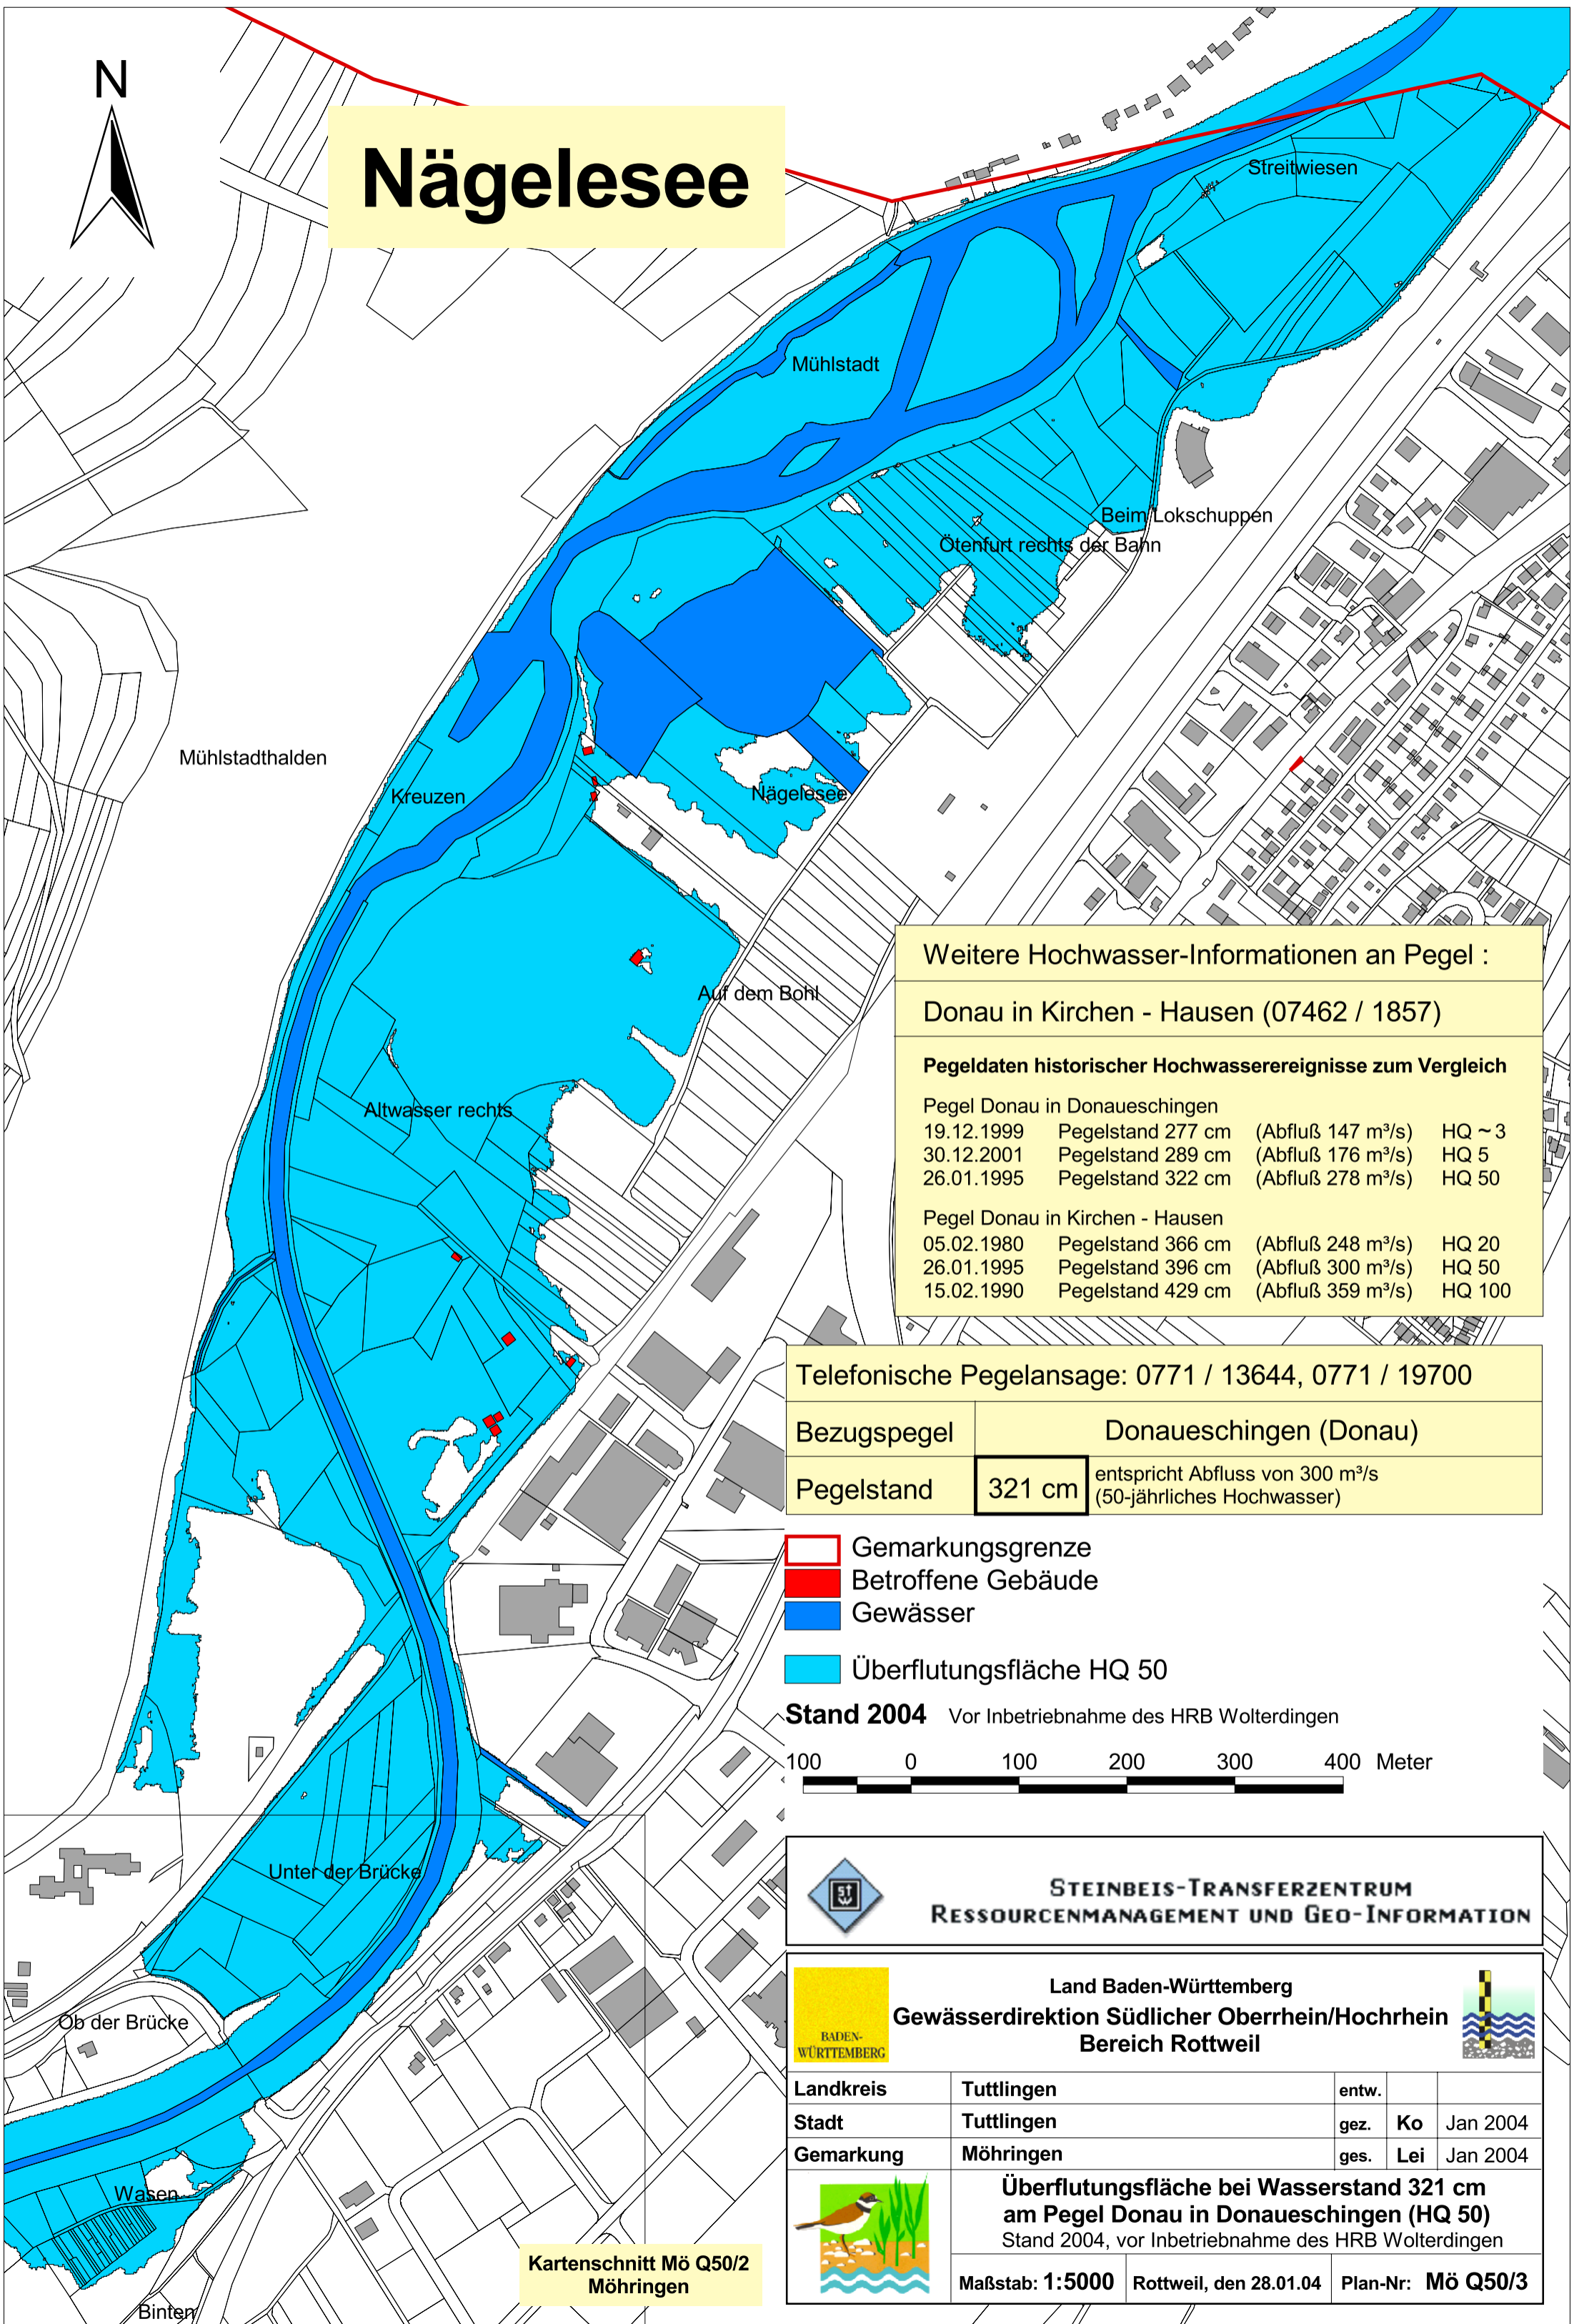 N
Nägelesee
Streitwiesen
Mühlstadt
Beim Lokschuppen
Ötenfurt rechts der Bahn
Mühlstadthalden
Kreuzen
Nägelesee
Auf dem Bohl
Altwasser rechts
Unter der Brücke
Ob der Brücke
Wasen
Binten
Kartenschnitt Mö Q50/2
Möhringen
Weitere Hochwasser-Informationen an Pegel :
Donau in Kirchen - Hausen (07462 / 1857)
Pegeldaten historischer Hochwasserereignisse zum Vergleich
Pegel Donau in Donaueschingen
19.12.1999 Pegelstand 277 cm (Abfluß 147 m³/s) HQ ~ 3
30.12.2001 Pegelstand 289 cm (Abfluß 176 m³/s) HQ 5
26.01.1995 Pegelstand 322 cm (Abfluß 278 m³/s) HQ 50
Pegel Donau in Kirchen - Hausen
05.02.1980 Pegelstand 366 cm (Abfluß 248 m³/s) HQ 20
26.01.1995 Pegelstand 396 cm (Abfluß 300 m³/s) HQ 50
15.02.1990 Pegelstand 429 cm (Abfluß 359 m³/s) HQ 100
Telefonische Pegelansage: 0771 / 13644, 0771 / 19700
Bezugspegel Donaueschingen (Donau)
Pegelstand 321 cm entspricht Abfluss von 300 m³/s
(50-jährliches Hochwasser)
Gemarkungsgrenze
Betroffene Gebäude
Gewässer
Überflutungsfläche HQ 50
Stand 2004 Vor Inbetriebnahme des HRB Wolterdingen
100 0 100 200 300 400 Meter
STEINBEIS-TRANSFERZENTRUM
RESSOURCENMANAGEMENT UND GEO-INFORMATION
BADEN-
WÜRTTEMBERG
Land Baden-Württemberg
Gewässerdirektion Südlicher Oberrhein/Hochrhein
Bereich Rottweil
Landkreis Tuttlingen entw.
Stadt Tuttlingen gez. Ko Jan 2004
Gemarkung Möhringen ges. Lei Jan 2004
Überflutungsfläche bei Wasserstand 321 cm
am Pegel Donau in Donaueschingen (HQ 50)
Stand 2004, vor Inbetriebnahme des HRB Wolterdingen
Maßstab: 1:5000 Rottweil, den 28.01.04 Plan-Nr: Mö Q50/3